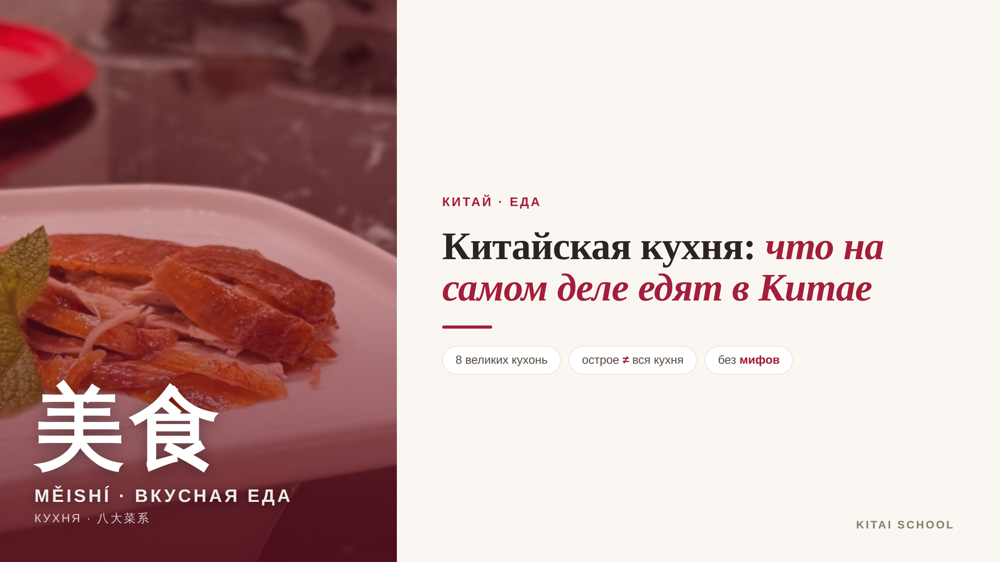 美食
MĚISHÍ · ВКУСНАЯ ЕДА
КУХНЯ · 八大菜系
КИТАЙ · ЕДА
Китайская кухня: что на
самом деле едят в Китае
8 великих кухонь
острое ≠ вся кухня
без мифов
KITAI SCHOOL